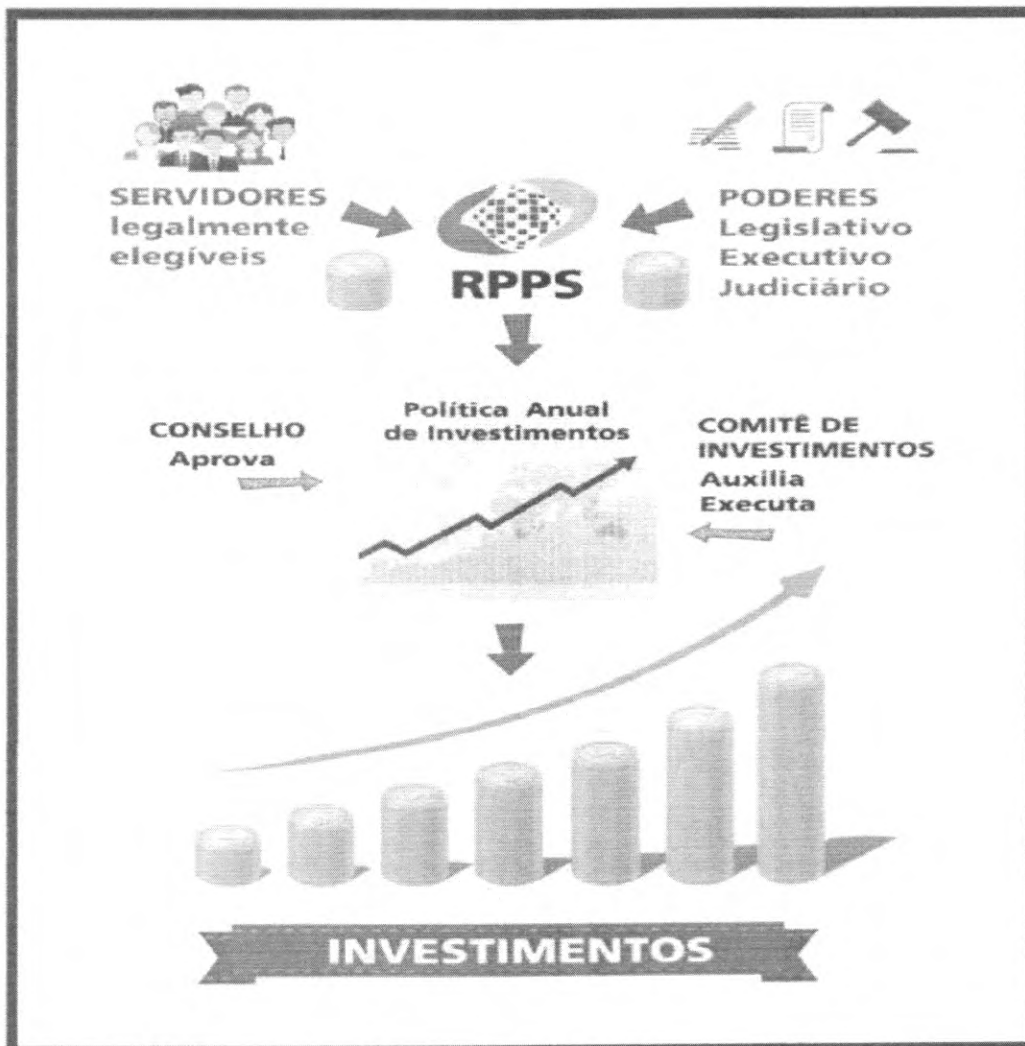 SERVIDORES
legalmente
elegíveis
RPPS
PODERES
Legislativo
Executivo
Judiciário
CONSELHO
Aprova
Política Anual
de Investimentos
COMITÊ DE
INVESTIMENTOS
Auxilia
Executa
INVESTIMENTOS